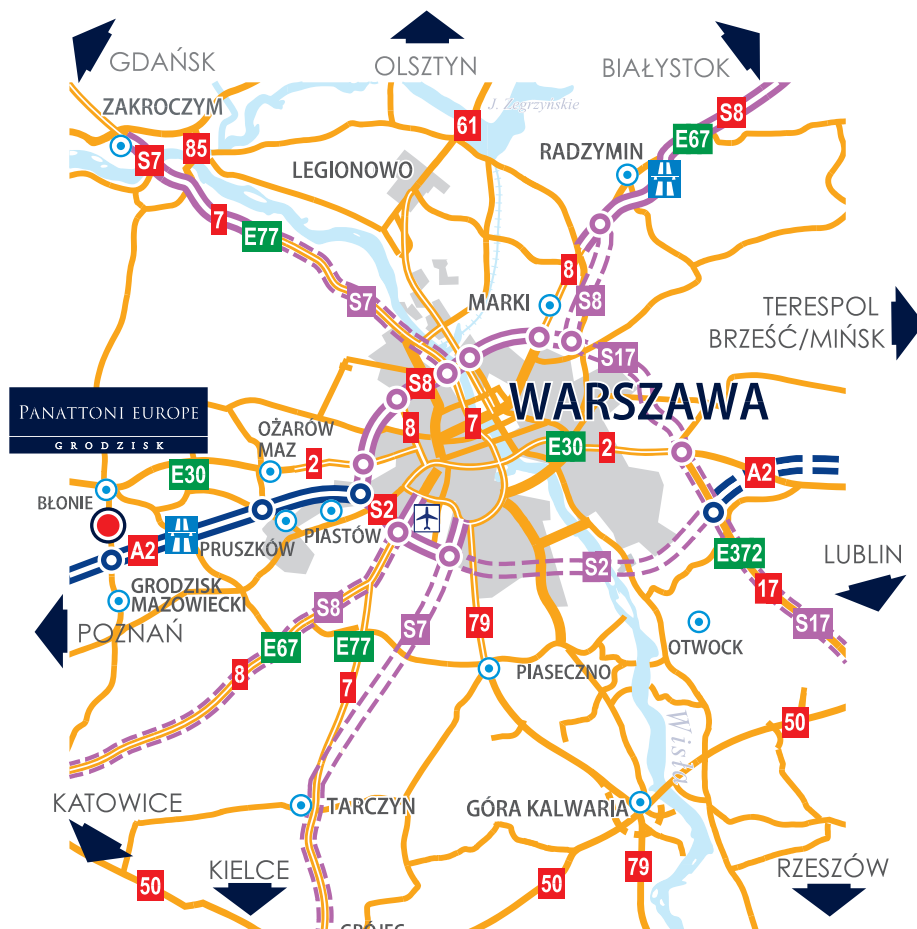 GDAŃSK
OLSZTYN
BIAŁYSTOK
ZAKROCZYM
J. Zegrzyńskie
S8
61
E67
85
S7
LEGIONOWO
RADZYMIN
7
E77
8
S7
MARKI
S8
TERESPOL
BRZEŚĆ/MIŃSK
S17
S8
WARSZAWA
PANATTONI EUROPE
GRODZISK
OŻARÓW
MAZ
8
7
E30
2
2
E30
A2
BŁONIE
S2
PIASTÓW
PRUSZKÓW
A2
E372
LUBLIN
S2
GRODZISK
MAZOWIECKI
17
S8
S17
POZNAŃ
S7
79
E67
E77
OTWOCK
8
7
PIASECZNO
50
Wisła
KATOWICE
TARCZYN
GÓRA KALWARIA
KIELCE
79
RZESZÓW
50
50